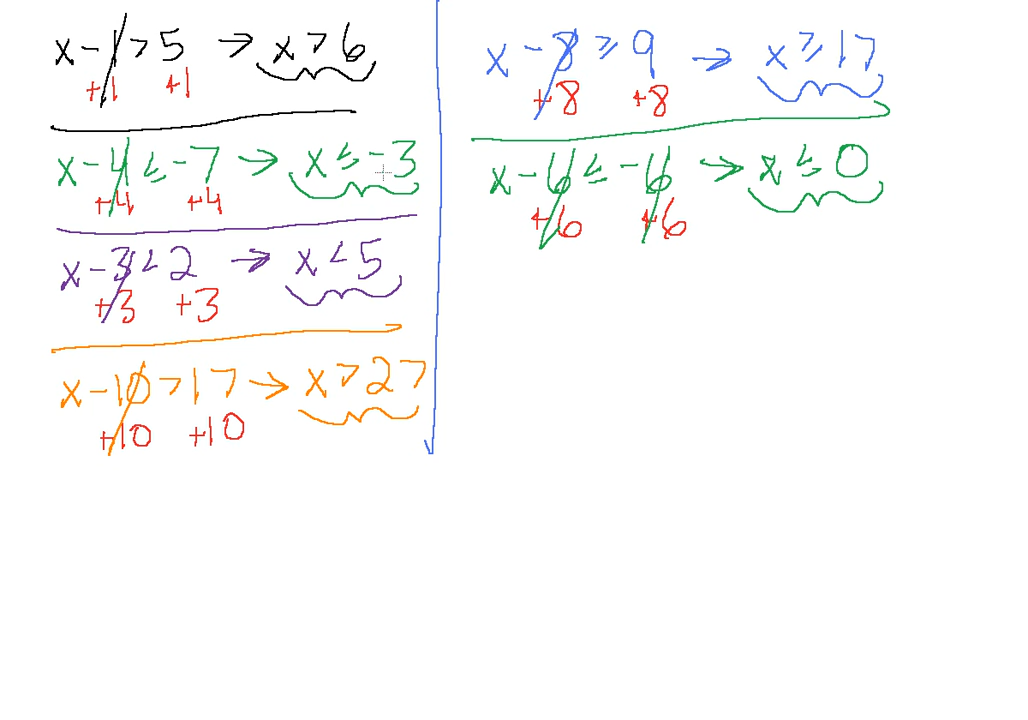 x - 1 > 5 → x > 6
+1 +1
x - 4 ≤ -7 → x ≤ -3
+4 +4
x - 3 < 2 → x < 5
+3 +3
x - 10 > 17 → x > 27
+10 +10
x - 8 ≥ 9 → x ≥ 17
+8 +8
x - 6 ≤ -6 → x ≤ 0
+6 +6